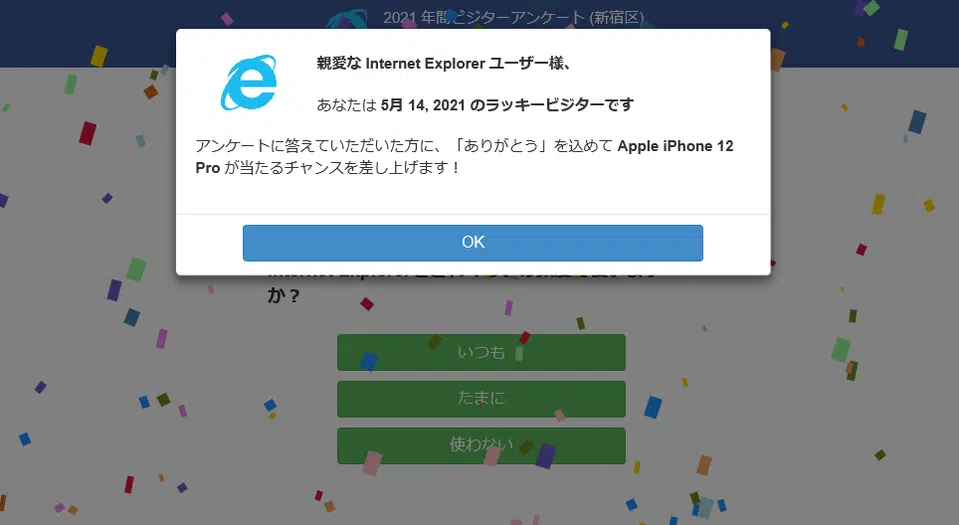 2021 年間ビジターアンケート (新宿区)
親愛な Internet Explorer ユーザー様、
あなたは 5月 14, 2021 のラッキービジターです
アンケートに答えていただいた方に、「ありがとう」を込めて Apple iPhone 12
Pro が当たるチャンスを差し上げます！
OK
Internet Explorer
か？
いつも
たまに
使わない